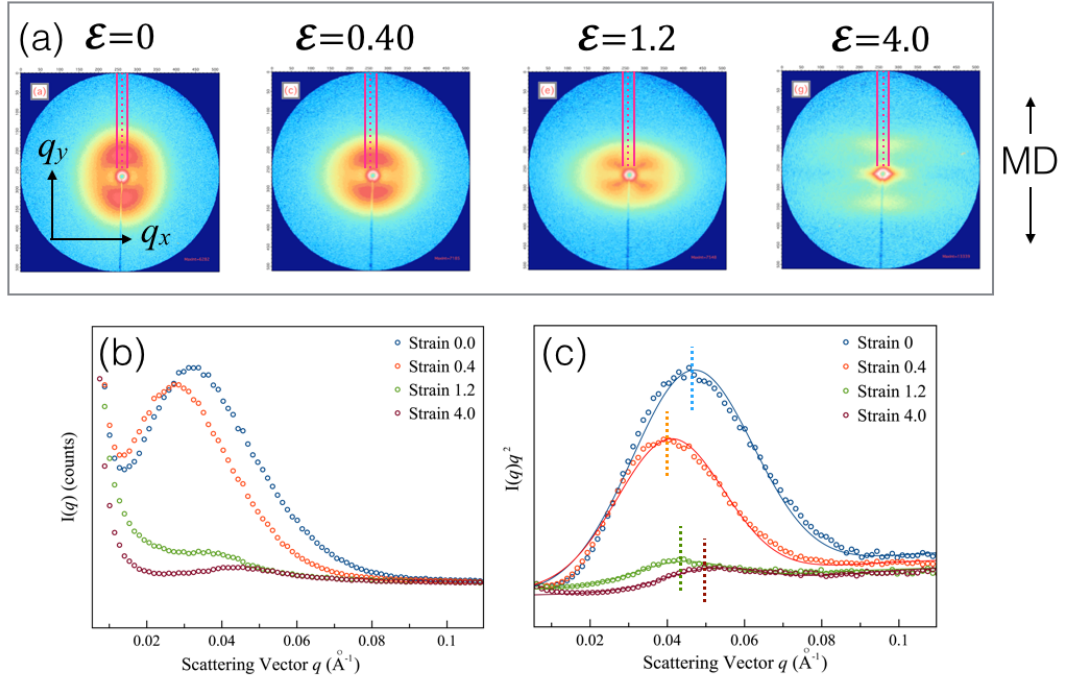 (a)
𝓔=0
𝓔=0.40
𝓔=1.2
𝓔=4.0
(a)
(c)
(e)
(g)
qy
qx
MD
(b)
Strain 0.0
Strain 0.4
Strain 1.2
Strain 4.0
I(q) (counts)
0.02 0.04 0.06 0.08 0.1
Scattering Vector q (Å-1)
(c)
Strain 0
Strain 0.4
Strain 1.2
Strain 4.0
I(q)q2
0.02 0.04 0.06 0.08 0.1
Scattering Vector q (Å-1)